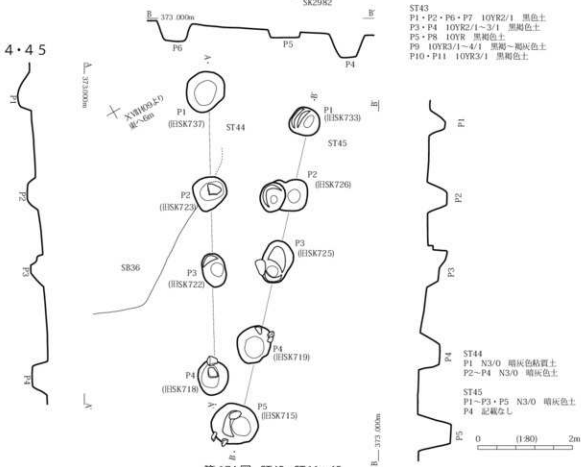 SK2982
373.000m
P6
P5
P4
ST43
P1・P2・P6・P7 10YR2/1 黒色土
P3・P4 10YR2/1~3/1 黒褐色土
P5・P8 10YR 黒褐色土
P9 10YR3/1~4/1 黒褐~褐灰色土
P10・P11 10YR3/1 黒褐色土
4・45
A
373.000m
P1
P2
P3
P4
A'
XⅧH09より
東へ6m
A
P1
(旧SK737)
ST44
P2
(旧SK723)
SB36
P3
(旧SK722)
P4
(旧SK718)
A'
B'
P1
(旧SK733)
ST45
P2
(旧SK726)
P3
(旧SK725)
P4
(旧SK719)
P5
(旧SK715)
B
B'
373.000m
B
P1
P2
P3
P4
P5
ST44
P1 N3/0 暗灰色粘質土
P2~P4 N3/0 暗灰色土
ST45
P1~P3・P5 N3/0 暗灰色土
P4 記載なし
0 (1:80) 2m